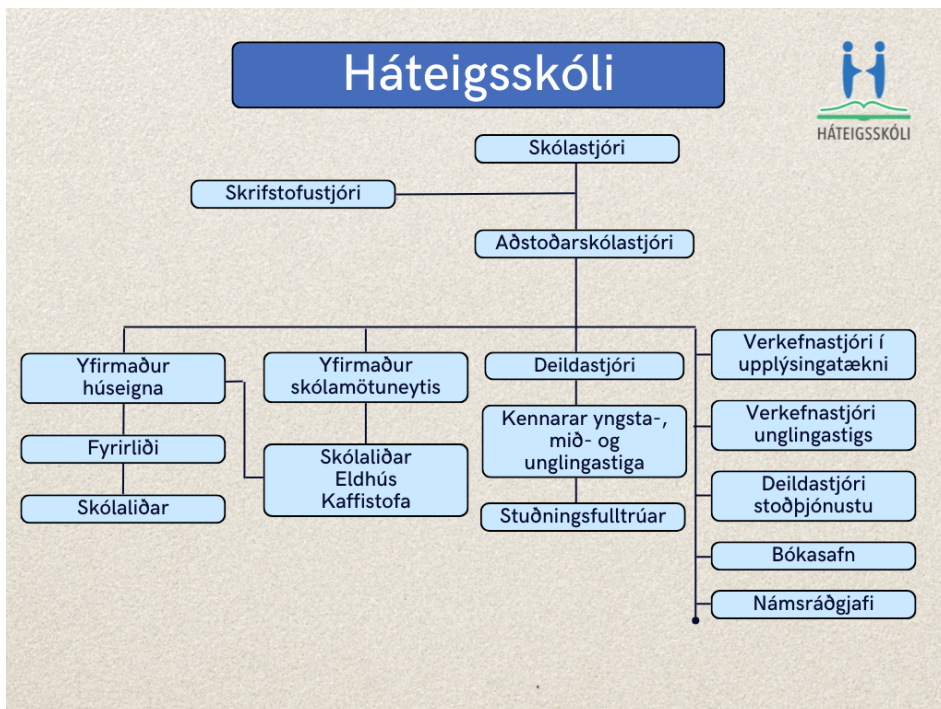 Háteigsskóli
HÁTEIGSSKÓLI
Skólastjóri
Skrifstofustjóri
Aðstoðarskólastjóri
Yfirmaður
húseigna
Fyrirliði
Skólaliðar
Yfirmaður
skólamötuneytis
Skólaliðar
Eldhús
Kaffistofa
Deildastjóri
Kennarar yngsta-,
mið- og
unglingastiga
Stuðningsfulltrúar
Verkefnastjóri í
upplýsingatækni
Verkefnastjóri
unglingastigs
Deildastjóri
stoðþjónustu
Bókasafn
Námsráðgjafi